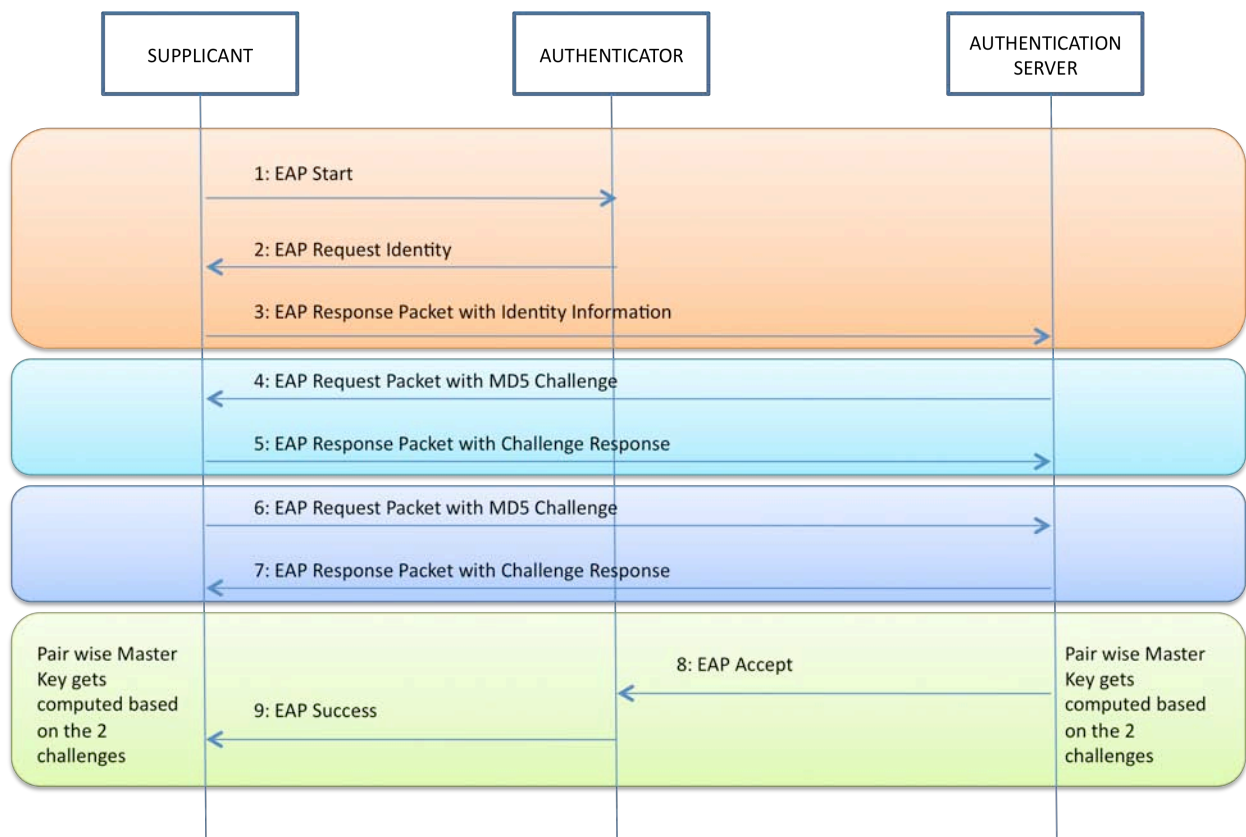 SUPPLICANT
AUTHENTICATOR
AUTHENTICATION
SERVER
1: EAP Start
2: EAP Request Identity
3: EAP Response Packet with Identity Information
4: EAP Request Packet with MD5 Challenge
5: EAP Response Packet with Challenge Response
6: EAP Request Packet with MD5 Challenge
7: EAP Response Packet with Challenge Response
Pair wise Master
Key gets
computed based
on the 2
challenges
8: EAP Accept
9: EAP Success
Pair wise Master
Key gets
computed based
on the 2
challenges